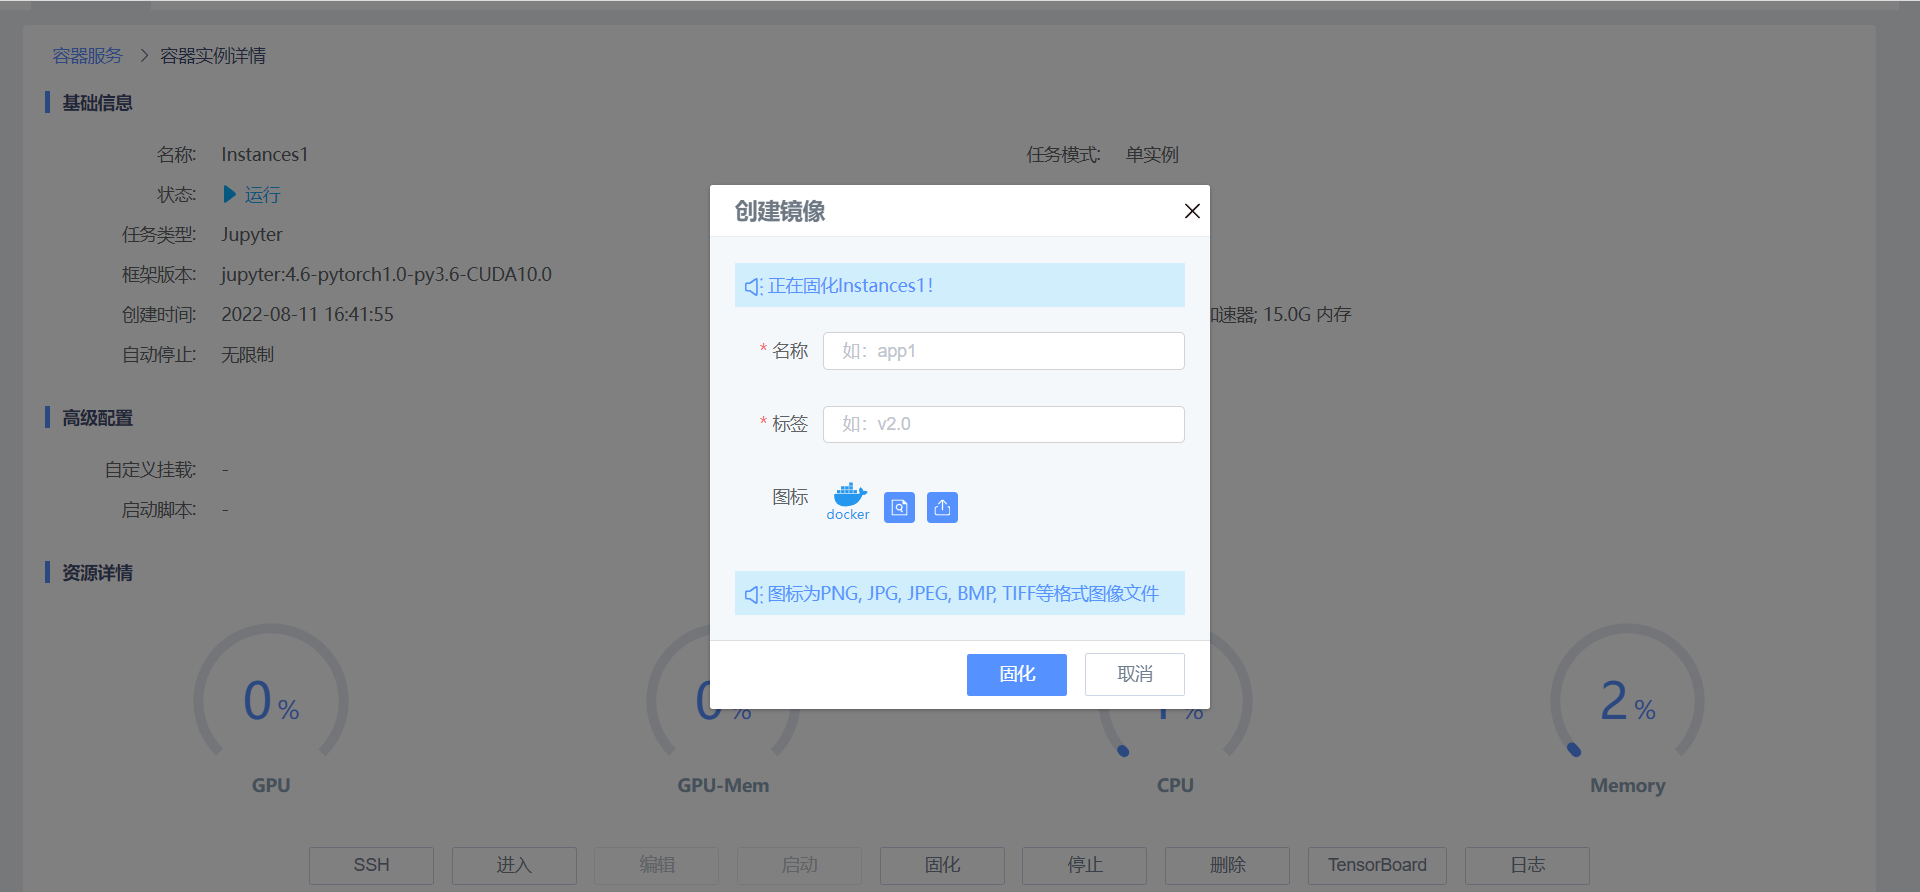 容器服务 > 容器实例详情
基础信息
名称: Instances1
任务模式: 单实例
状态: 运行
任务类型: Jupyter
框架版本: jupyter:4.6-pytorch1.0-py3.6-CUDA10.0
创建时间: 2022-08-11 16:41:55
速器; 15.0G 内存
自动停止: 无限制
高级配置
自定义挂载: -
启动脚本: -
资源详情
0 %
GPU
0 %
GPU-Mem
%
CPU
2 %
Memory
SSH
进入
编辑
启动
固化
停止
删除
TensorBoard
日志
创建镜像
正在固化Instances1！
* 名称 如：app1
* 标签 如：v2.0
图标
docker
图标为PNG, JPG, JPEG, BMP, TIFF等格式图像文件
固化
取消